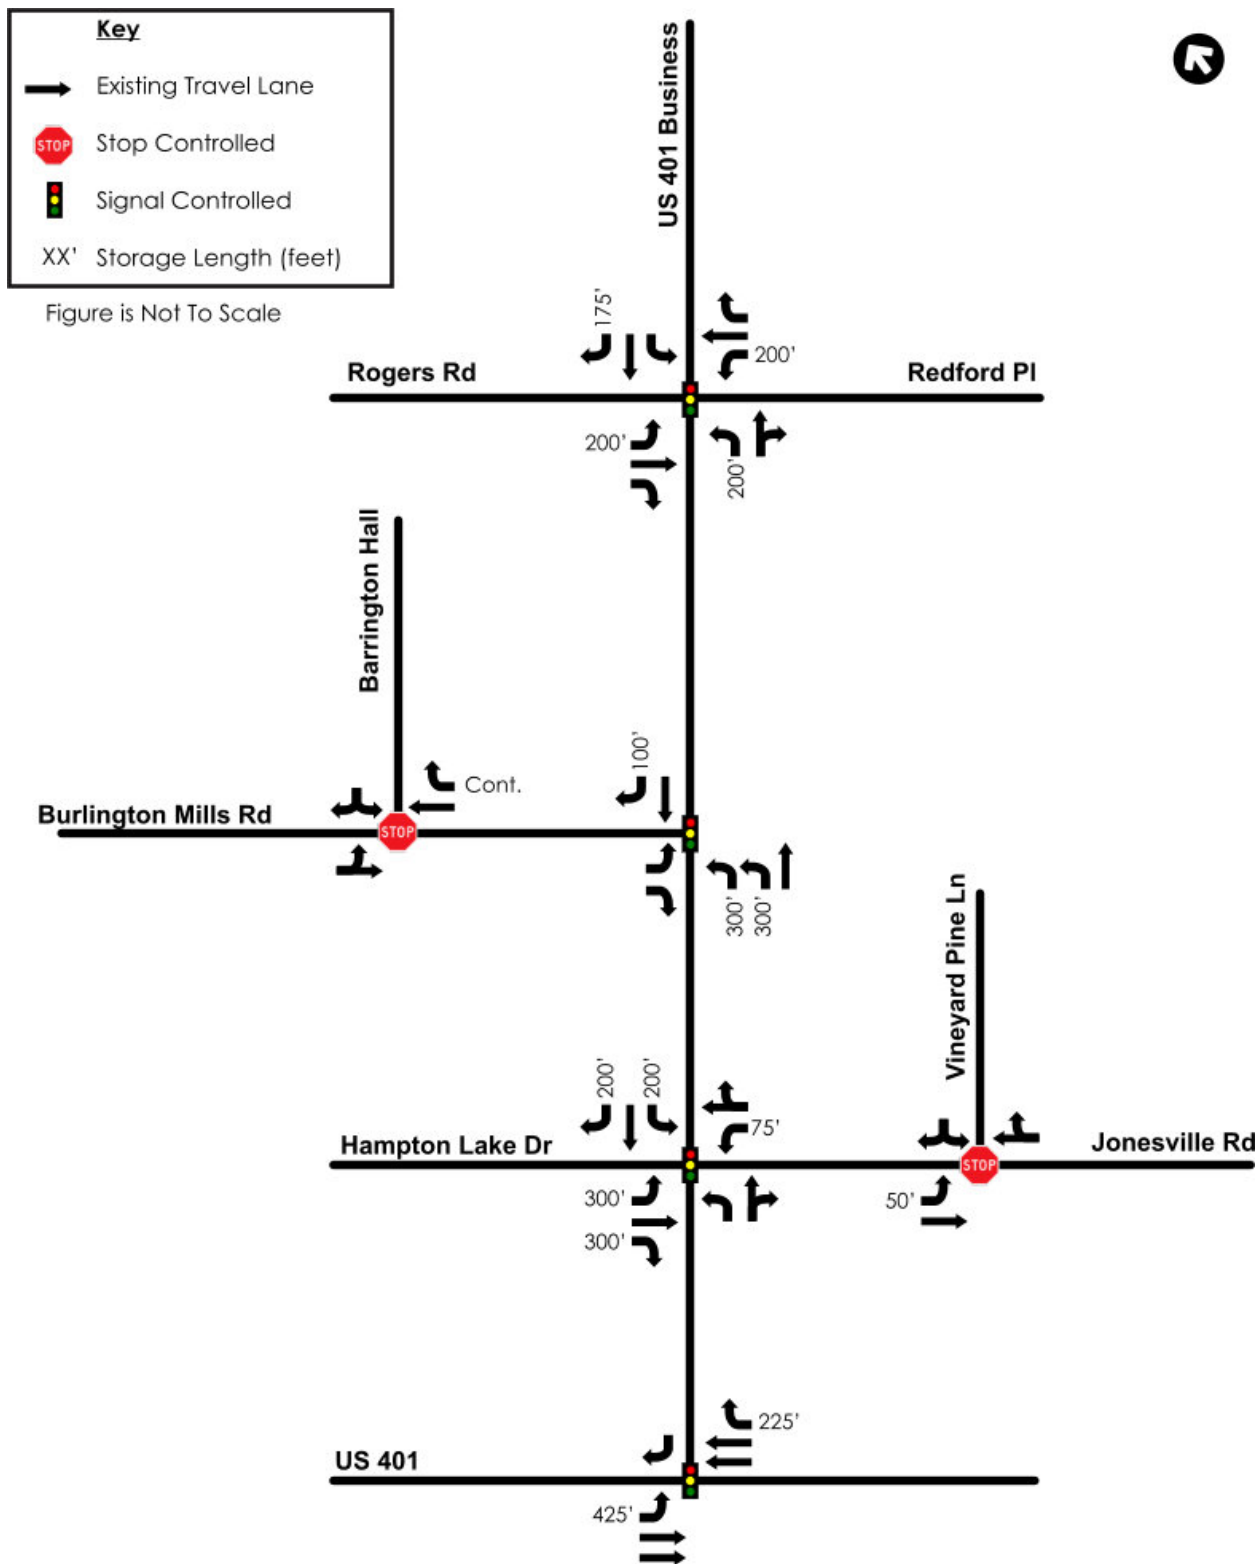 Key
Existing Travel Lane
STOP Stop Controlled
Signal Controlled
XX' Storage Length (feet)
Figure is Not To Scale
US 401 Business
175'
200'
Rogers Rd
Redford Pl
200'
200'
Barrington Hall
100'
Cont.
Burlington Mills Rd
STOP
300'
300'
Vineyard Pine Ln
200'
200'
75'
Hampton Lake Dr
STOP
Jonesville Rd
300'
50'
300'
225'
US 401
425'